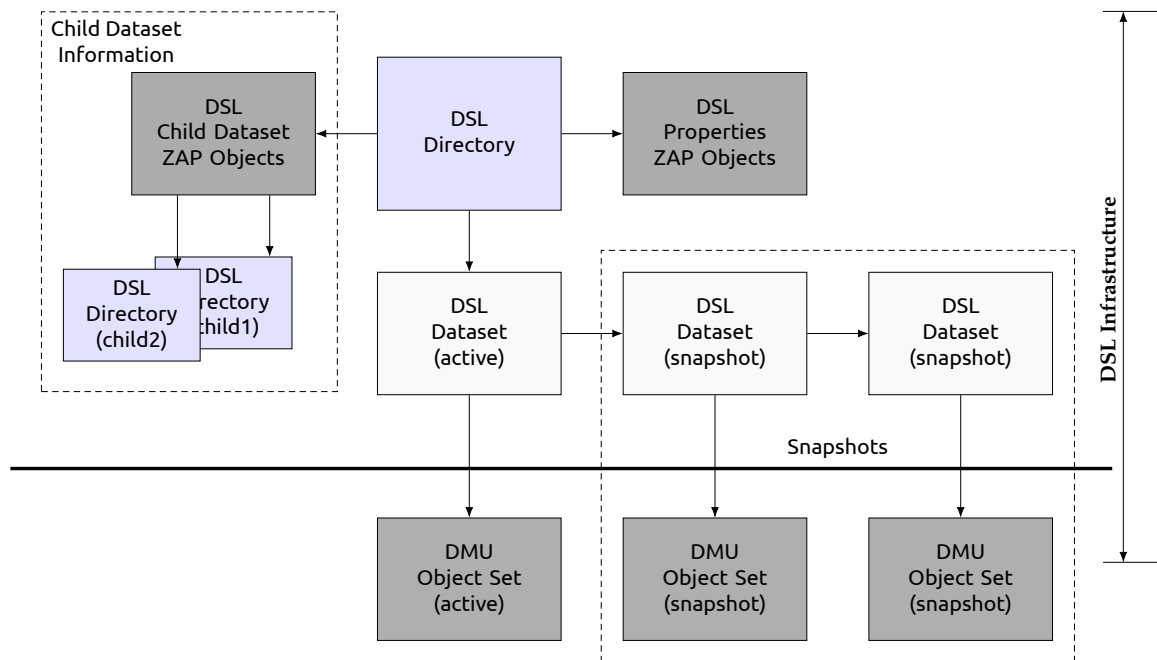 Child Dataset
Information
DSL
Child Dataset
ZAP Objects
DSL
Directory
DSL
Properties
ZAP Objects
DSL
Directory
(child2)
DSL
child1)
DSL
Dataset
(active)
DSL
Dataset
(snapshot)
DSL
Dataset
(snapshot)
DSL Infrastructure
Snapshots
DMU
Object Set
(active)
DMU
Object Set
(snapshot)
DMU
Object Set
(snapshot)